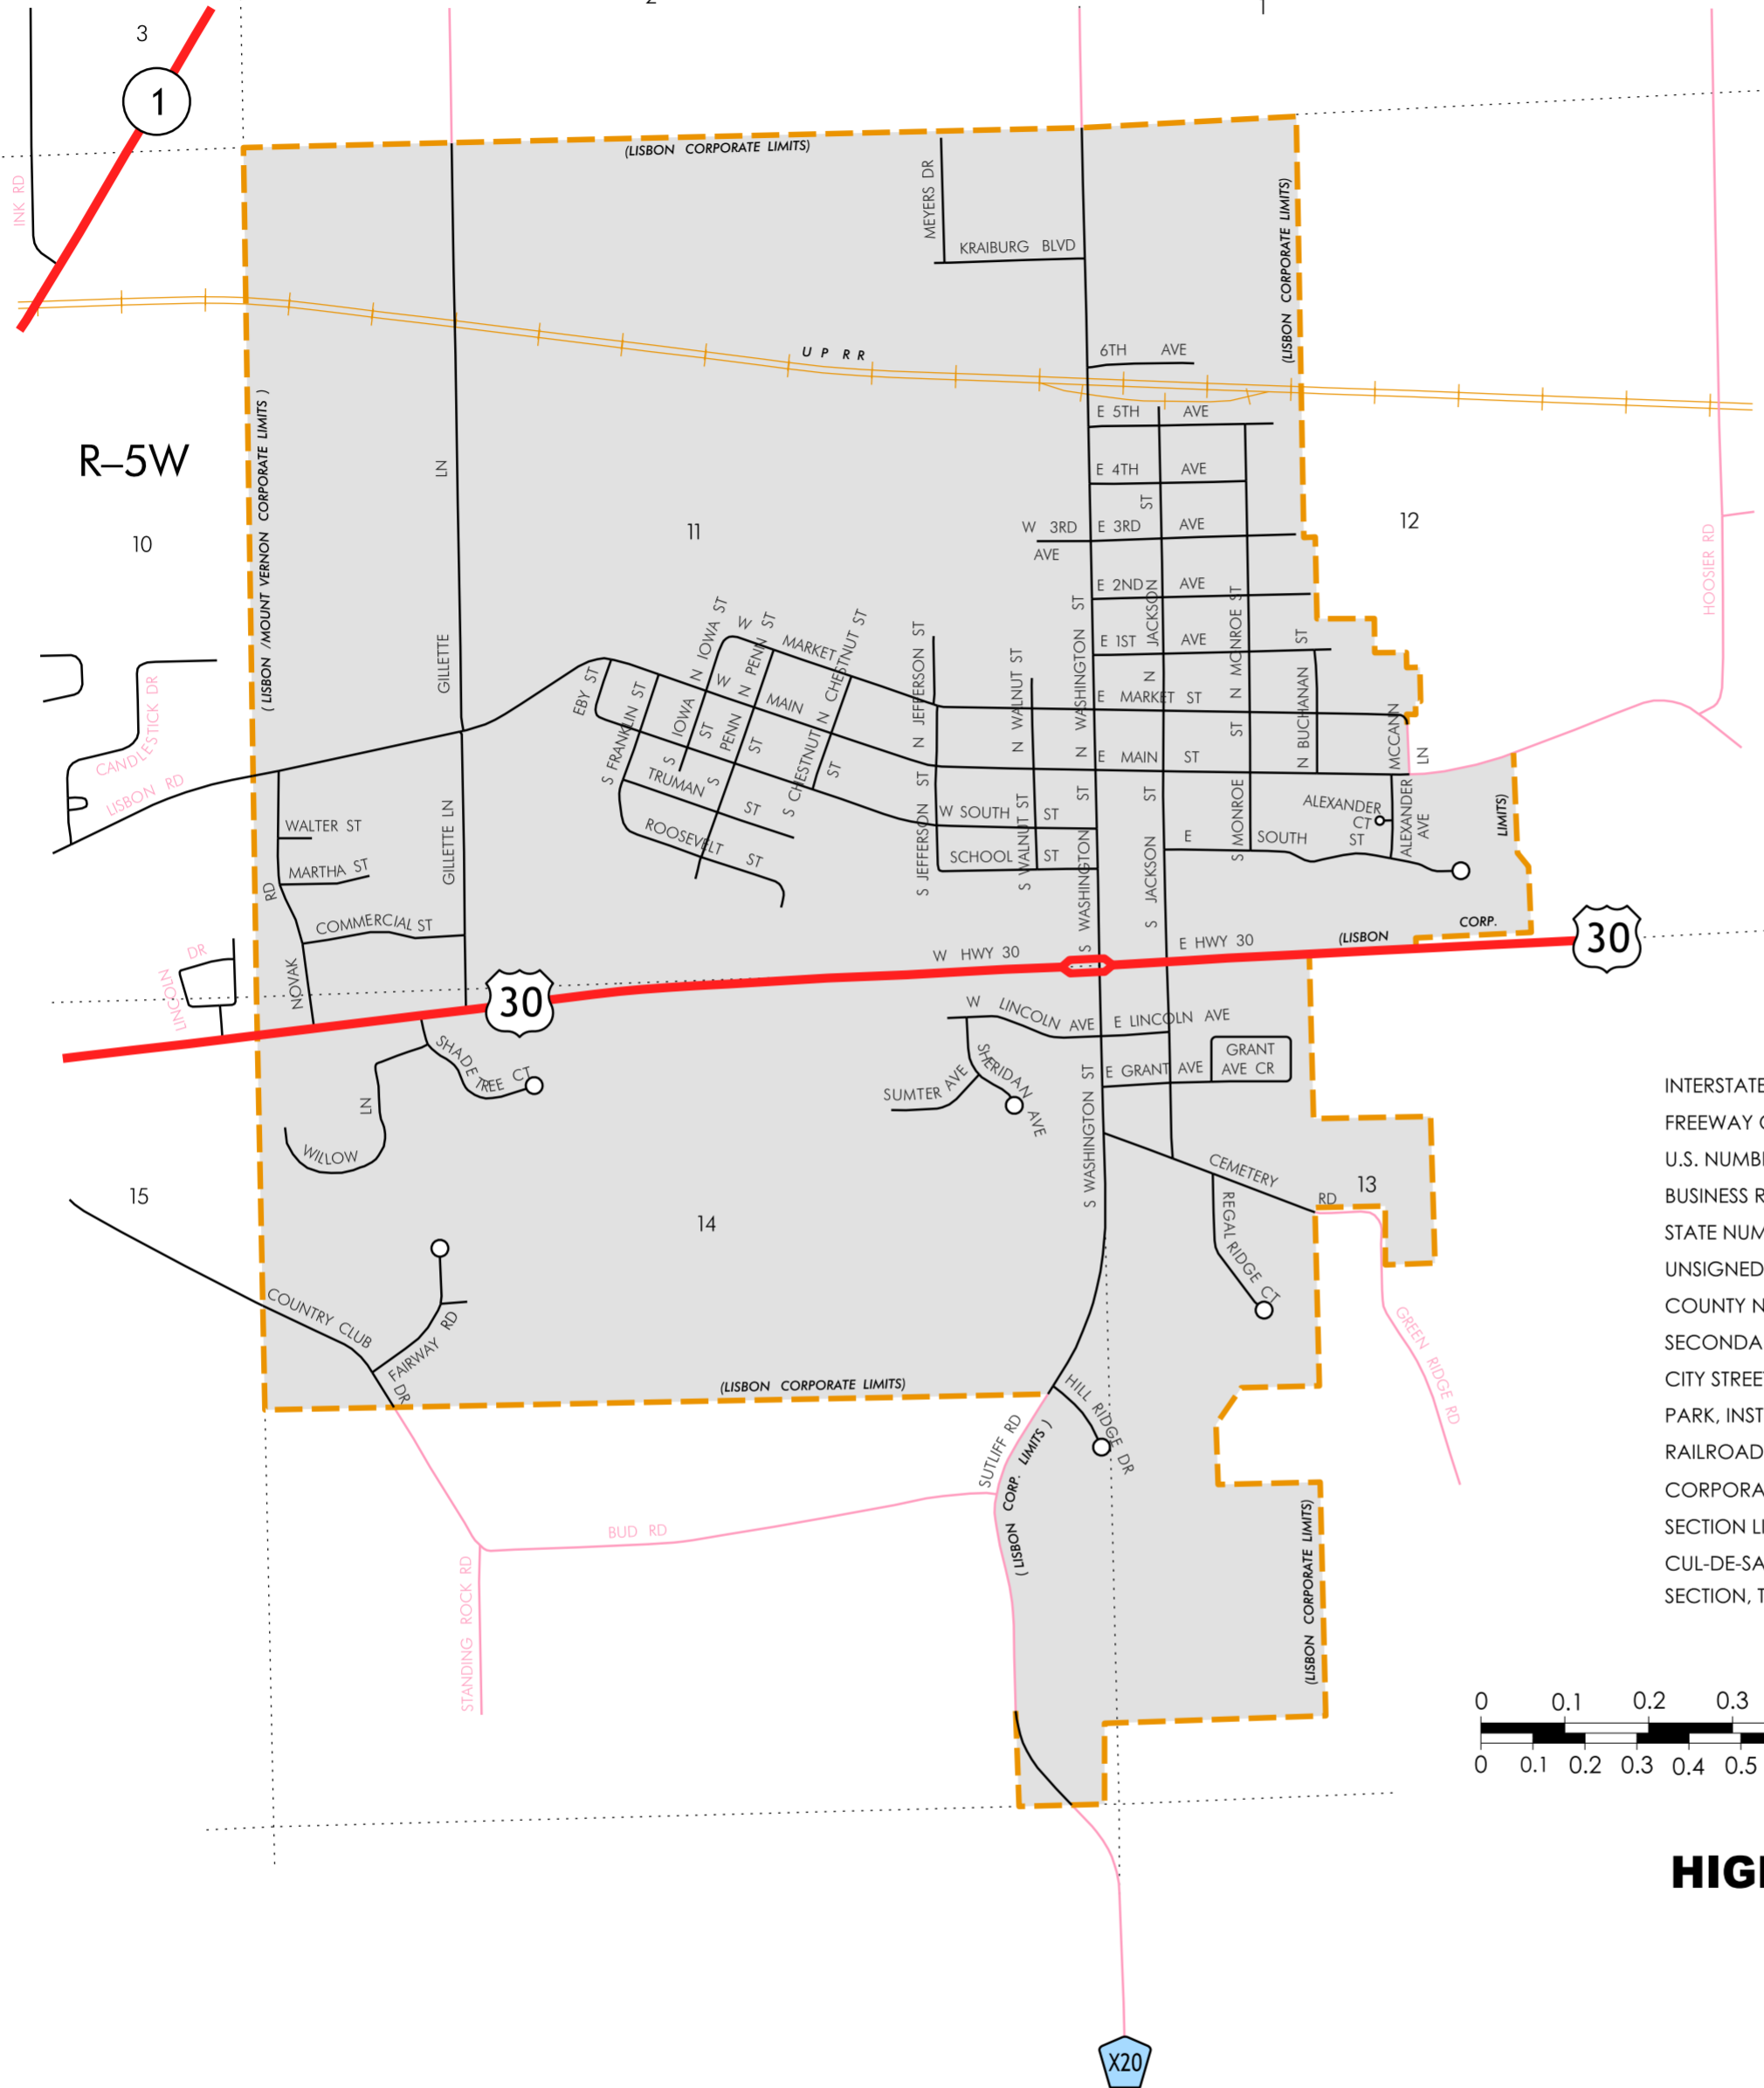 2
1
3
1
INK RD
(LISBON CORPORATE LIMITS)
MEYERS DR
KRAIBURG BLVD
(LISBON CORPORATE LIMITS)
U P R R
6TH AVE
(LISBON /MOUNT VERNON CORPORATE LIMITS )
R–5W
10
11
12
GILLETTE LN
E 5TH AVE
E 4TH AVE
W 3RD AVE
E 3RD AVE
E 2ND AVE
E 1ST AVE
HOOSIER RD
N JACKSON ST
N MONROE ST
N BUCHANAN ST
N WASHINGTON ST
N WALNUT ST
N JEFFERSON ST
N CHESTNUT ST
N PENN ST
N IOWA ST
W MARKET ST
E MARKET ST
W MAIN
E MAIN ST
EBY ST
S FRANKLIN ST
S IOWA ST
S PENN ST
S CHESTNUT ST
TRUMAN ST
ROOSEVELT ST
S JEFFERSON ST
S WALNUT ST
W SOUTH ST
SCHOOL ST
S WASHINGTON ST
S JACKSON ST
S MONROE ST
E SOUTH ST
MCCANN LN
ALEXANDER CT
ALEXANDER AVE
(LISBON CORP. LIMITS)
CANDLESTICK DR
LISBON RD
WALTER ST
MARTHA ST
NOVAK RD
GILLETTE LN
COMMERCIAL ST
LINCOLN DR
W HWY 30
E HWY 30
30
30
SHADE TREE CT
WILLOW LN
W LINCOLN AVE
E LINCOLN AVE
SUMTER AVE
SHERIDAN AVE
E GRANT AVE
GRANT
AVE CR
S WASHINGTON ST
CEMETERY RD
REGAL RIDGE CT
13
14
15
COUNTRY CLUB DR
FAIRWAY RD
GREEN RIDGE RD
(LISBON CORPORATE LIMITS)
HILL RIDGE DR
SUTLIFF RD
(LISBON CORP. LIMITS )
BUD RD
STANDING ROCK RD
(LISBON CORPORATE LIMITS)
INTERSTATE
FREEWAY
U.S. NUMB
BUSINESS R
STATE NUM
UNSIGNED
COUNTY N
SECONDA
CITY STREE
PARK, INST
RAILROAD
CORPORA
SECTION L
CUL-DE-SA
SECTION, T
0 0.1 0.2 0.3
0 0.1 0.2 0.3 0.4 0.5
HIG
X20